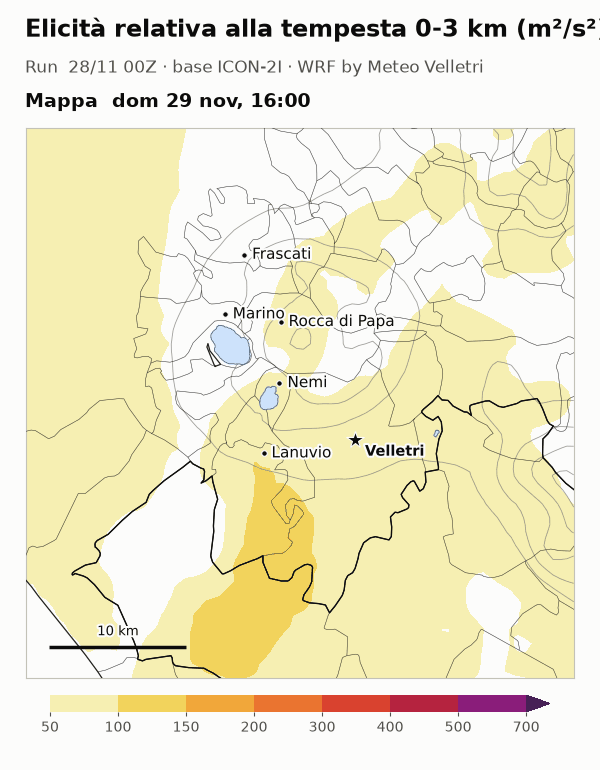 Elicità relativa alla tempesta 0-3 km (m²/s²)
Run 28/11 00Z · base ICON-2I · WRF by Meteo Velletri
Mappa dom 29 nov, 16:00
Frascati
Marino
Rocca di Papa
Nemi
Velletri
Lanuvio
10 km
50 100 150 200 300 400 500 700